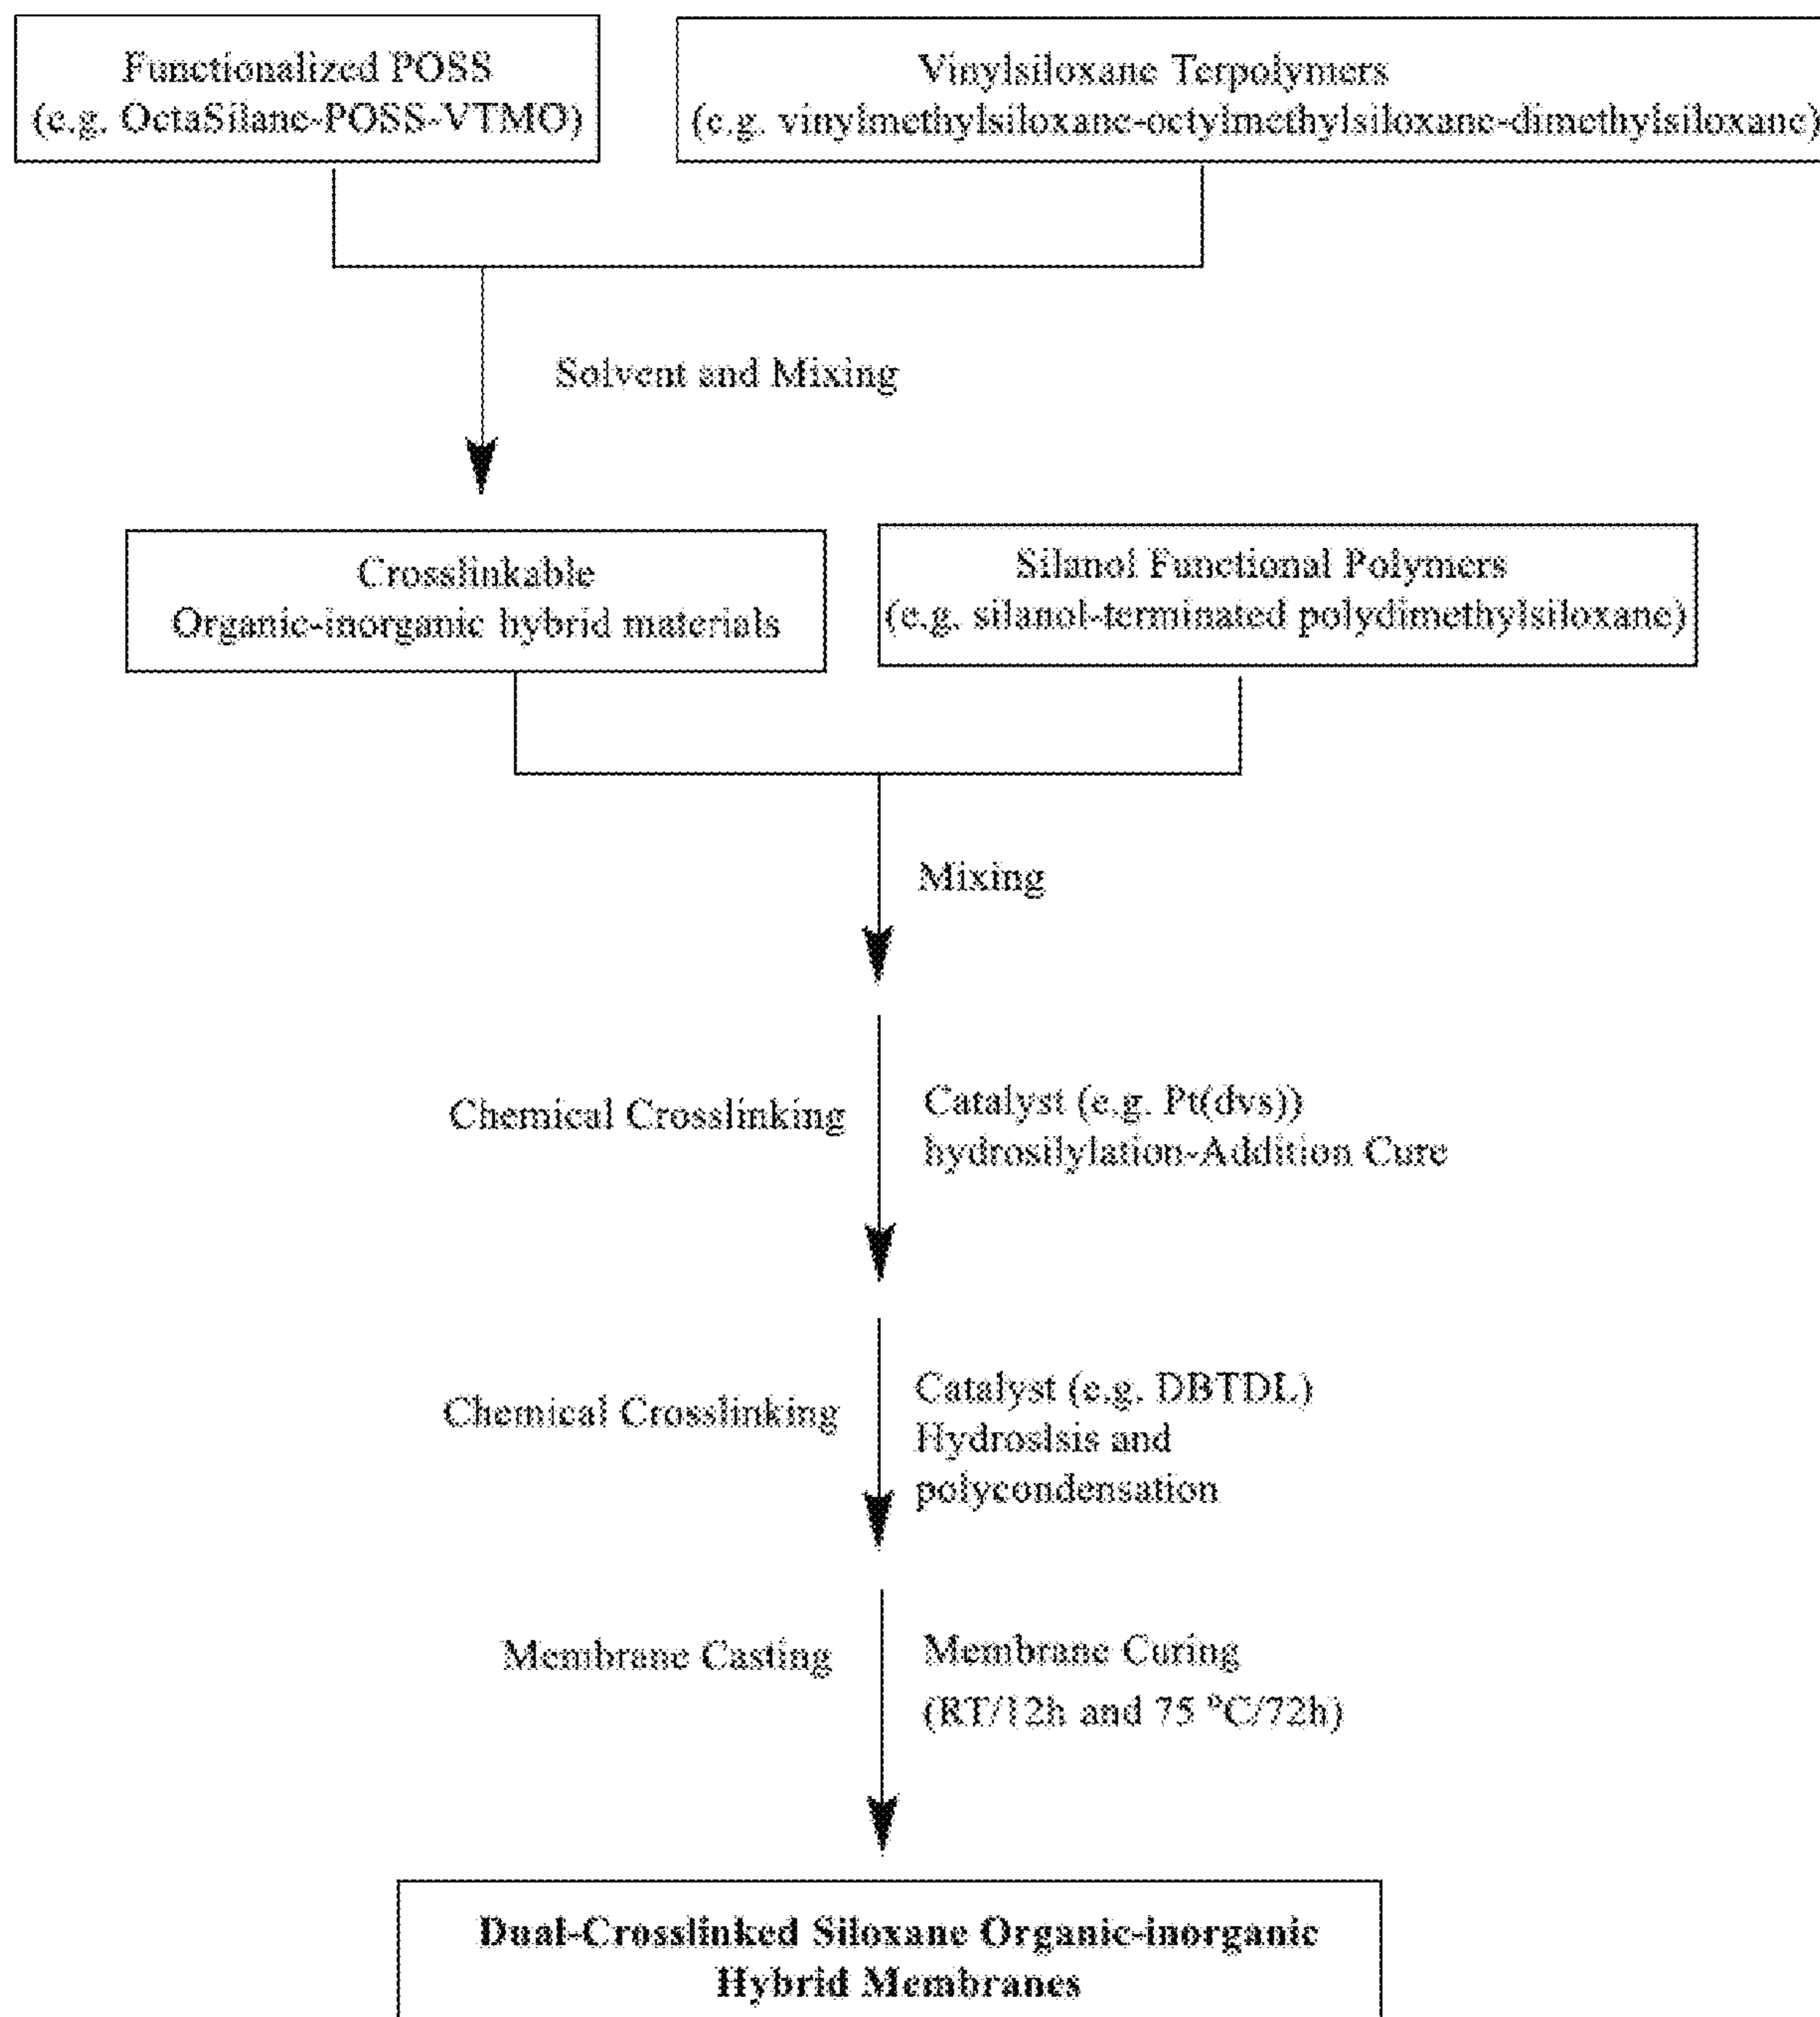 Functionalized POSS
(e.g. OctaSilane-POSS-VTMO)
Vinylsiloxane Terpolymers
(e.g. vinylmethylsiloxane-octylmethylsiloxane-dimethylsiloxane)
Solvent and Mixing
Crosslinkable
Organic-inorganic hybrid materials
Silanol Functional Polymers
(e.g. silanol-terminated polydimethylsiloxane)
Mixing
Chemical Crosslinking
Catalyst (e.g. Pt(dvs))
hydrosilylation-Addition Cure
Chemical Crosslinking
Catalyst (e.g. DBTDL)
Hydroslsis and
polycondensation
Membrane Casting
Membrane Curing
(RT/12h and 75 °C/72h)
Dual-Crosslinked Siloxane Organic-inorganic
Hybrid Membranes